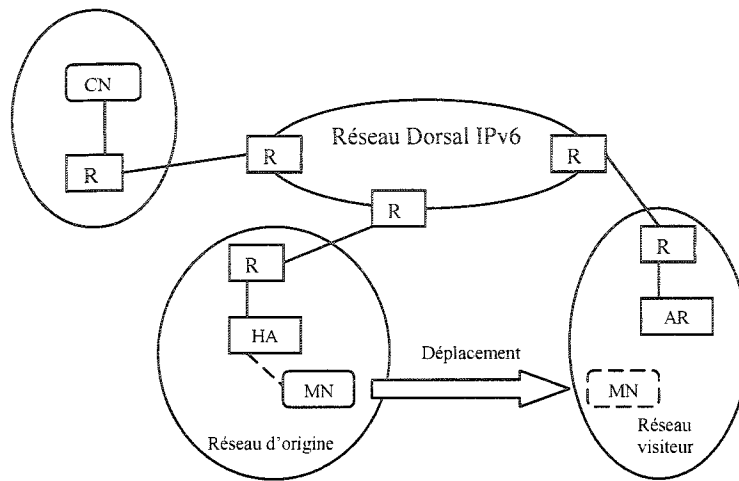 CN
Réseau Dorsal IPv6
R
R
R
R
R
R
HA
AR
Déplacement
MN
MN
Réseau d'origine
Réseau
visiteur